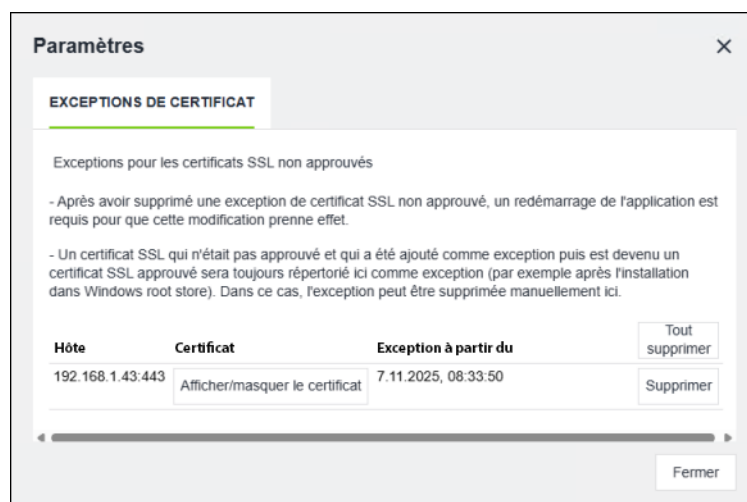 Paramètres
EXCEPTIONS DE CERTIFICAT
Exceptions pour les certificats SSL non approuvés
- Après avoir supprimé une exception de certificat SSL non approuvé, un redémarrage de l'application est
requis pour que cette modification prenne effet.
- Un certificat SSL qui n'était pas approuvé et qui a été ajouté comme exception puis est devenu un
certificat SSL approuvé sera toujours répertorié ici comme exception (par exemple après l'installation
dans Windows root store). Dans ce cas, l'exception peut être supprimée manuellement ici.
Hôte Certificat Exception à partir du Tout supprimer
192.168.1.43:443 Afficher/masquer le certificat 7.11.2025, 08:33:50 Supprimer
Fermer